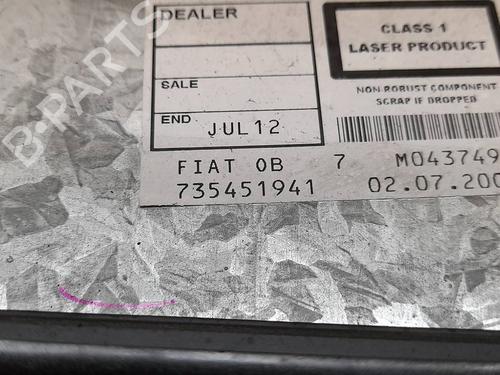 DEALER
CLASS 1
LASER PRODUCT
SALE
NON ROBUST COMPONENT
SCRAP IF DROPPED
END JUL12
FIAT 0B 7 M043749
735451941 02.07.200
B-PARTS